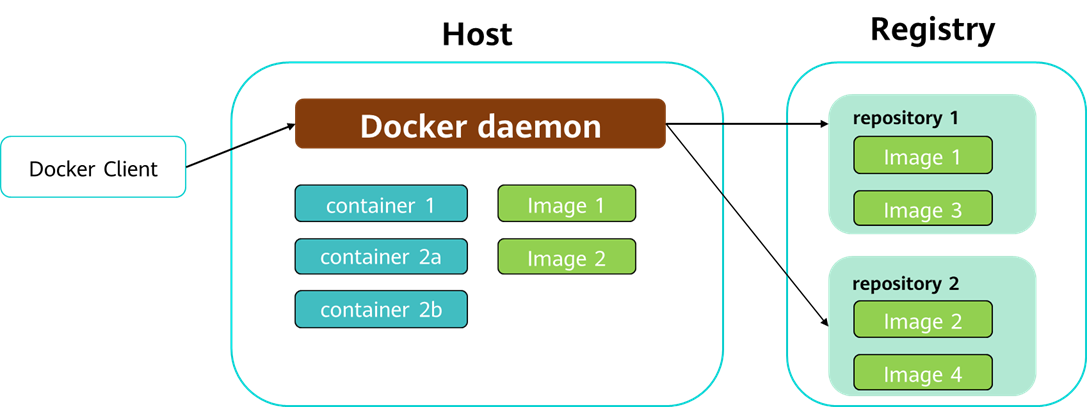 Host
Registry
Docker Client
Docker daemon
container 1
Image 1
container 2a
Image 2
container 2b
repository 1
Image 1
Image 3
repository 2
Image 2
Image 4